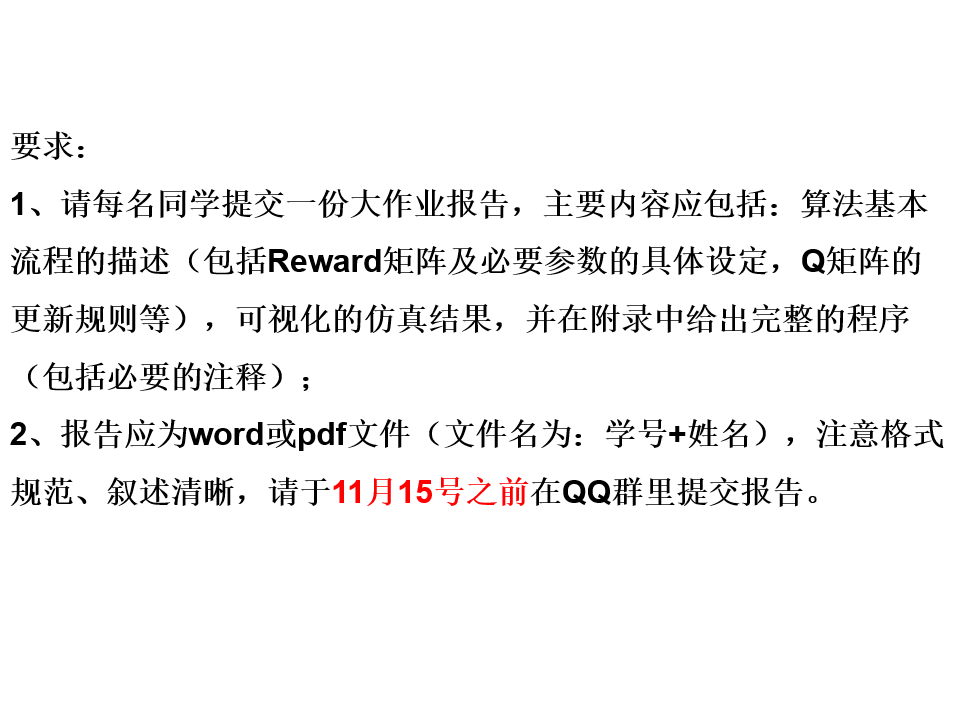 要求：
1、请每名同学提交一份大作业报告，主要内容应包括：算法基本
流程的描述（包括Reward矩阵及必要参数的具体设定，Q矩阵的
更新规则等），可视化的仿真结果，并在附录中给出完整的程序
（包括必要的注释）；
2、报告应为word或pdf文件（文件名为：学号+姓名），注意格式
规范、叙述清晰，请于11月15号之前在QQ群里提交报告。